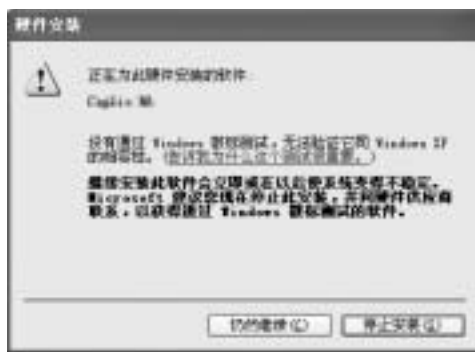 硬件安装
正在为此硬件安装的软件:
没有通过 Windows 徽标测试，无法验证它同 Windows XP
的相容性。(告诉我为什么这个测试很重要。)
继续安装此软件会立即或在以后使系统变得不稳定。
Microsoft 建议您现在停止此安装，并同硬件供应商
联系，以获得通过 Windows 徽标测试的软件。
仍然继续(C)
停止安装(S)